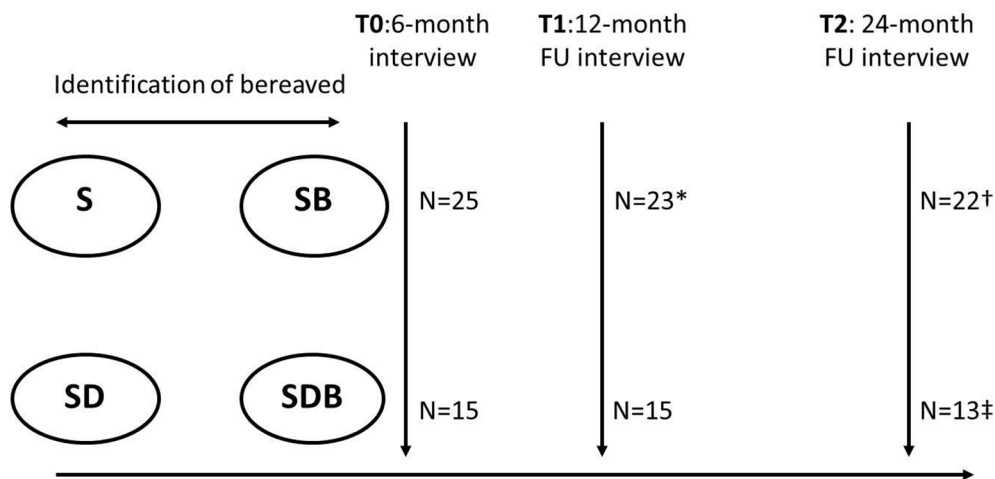 T0:6-month
interview
T1:12-month
FU interview
T2: 24-month
FU interview
Identification of bereaved
S
SB
N=25
N=23*
N=22†
SD
SDB
N=15
N=15
N=13‡